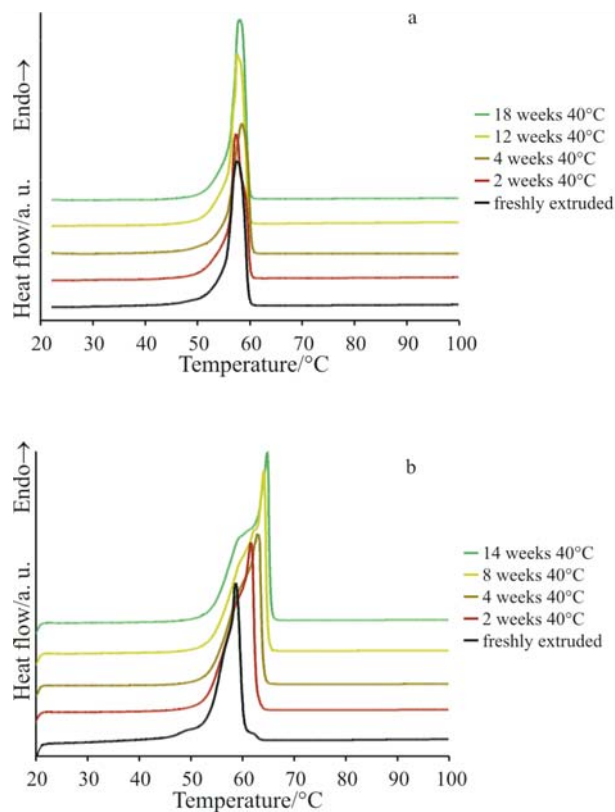 a
Heat flow/a. u. Endo→
18 weeks 40°C
12 weeks 40°C
4 weeks 40°C
2 weeks 40°C
freshly extruded
20 30 40 50 60 70 80 90 100
Temperature/°C
b
Heat flow/a. u. Endo→
14 weeks 40°C
8 weeks 40°C
4 weeks 40°C
2 weeks 40°C
freshly extruded
20 30 40 50 60 70 80 90 100
Temperature/°C